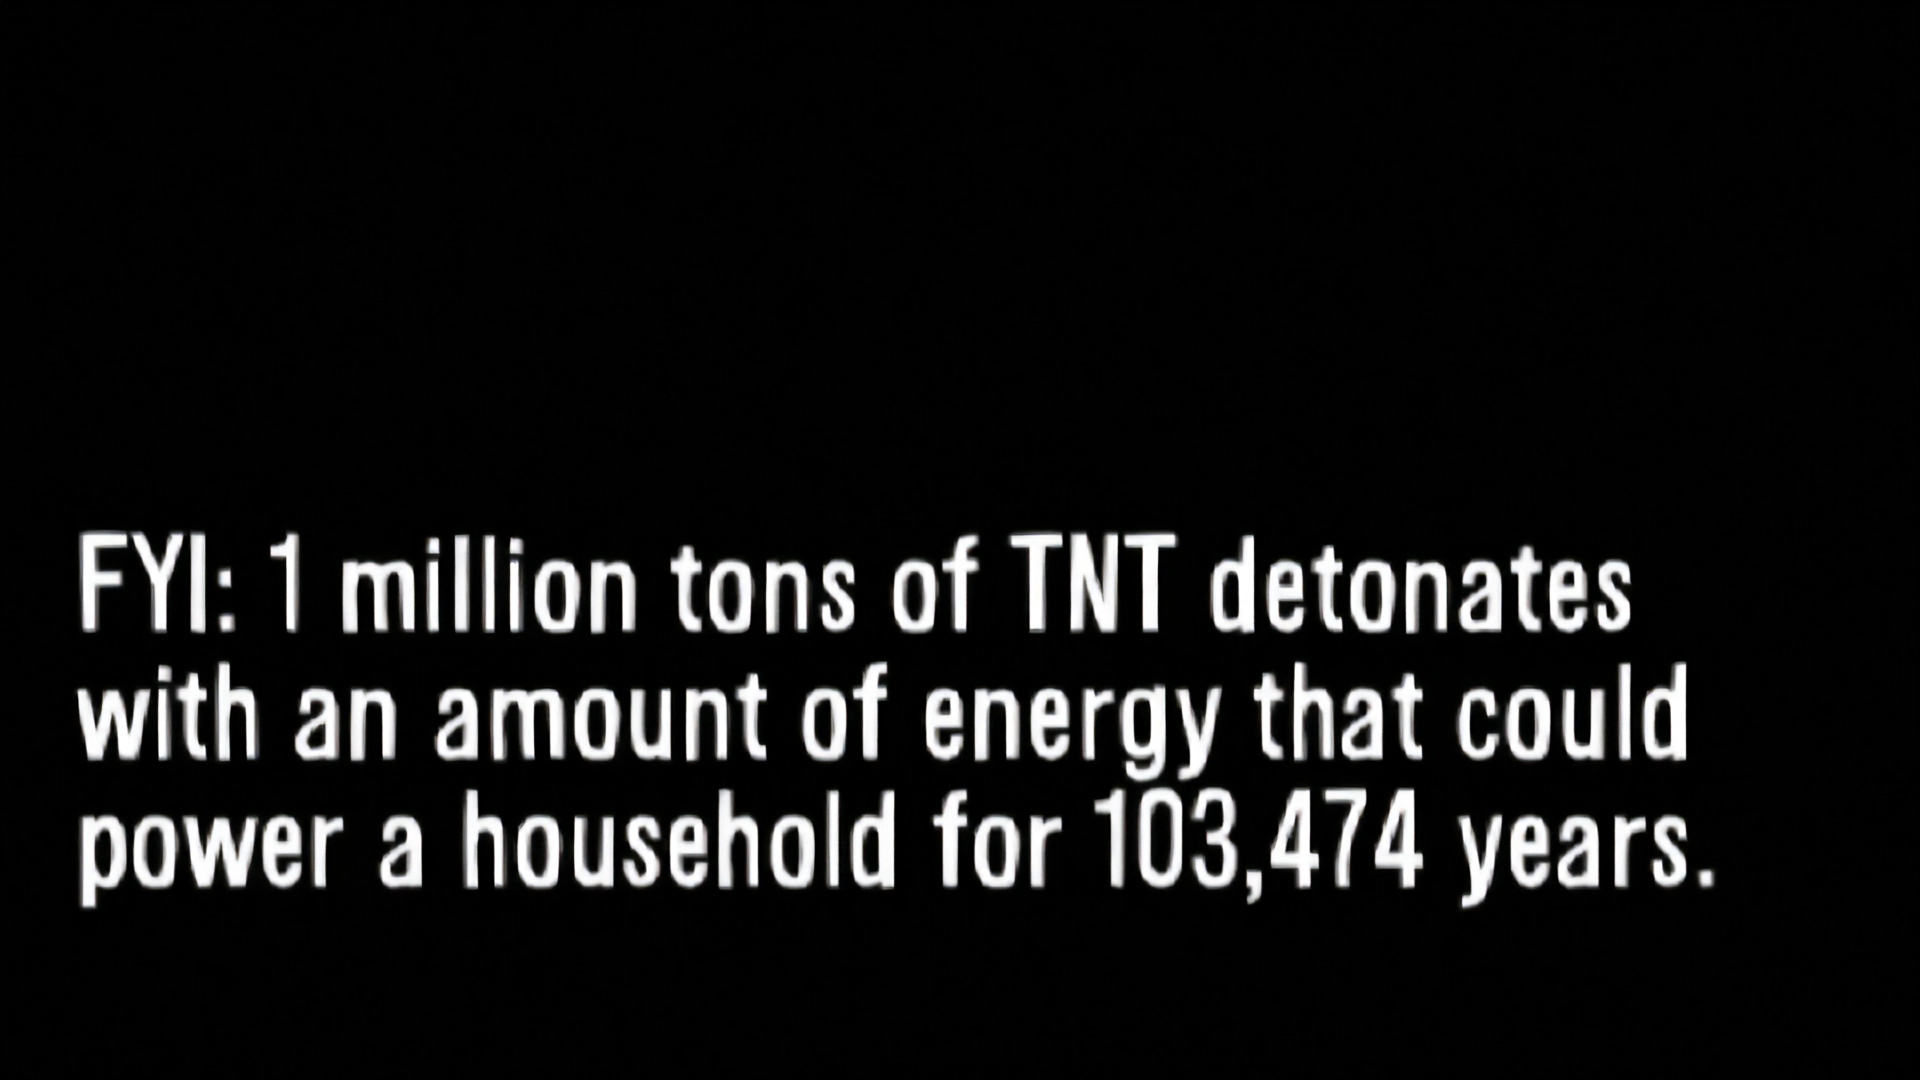 FYI: 1 million tons of TNT detonates
with an amount of energy that could
power a household for 103,474 years.